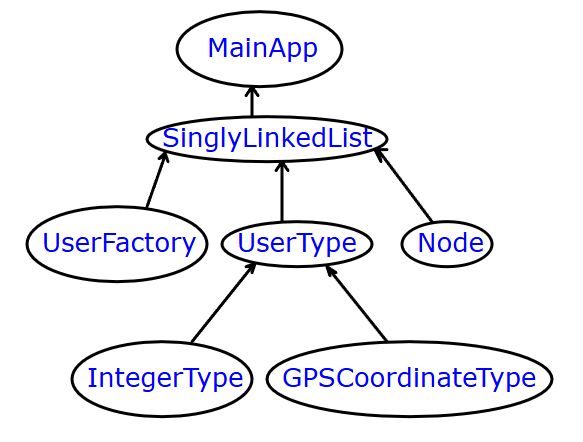 MainApp
SinglyLinkedList
UserFactory
UserType
Node
IntegerType
GPSCoordinateType